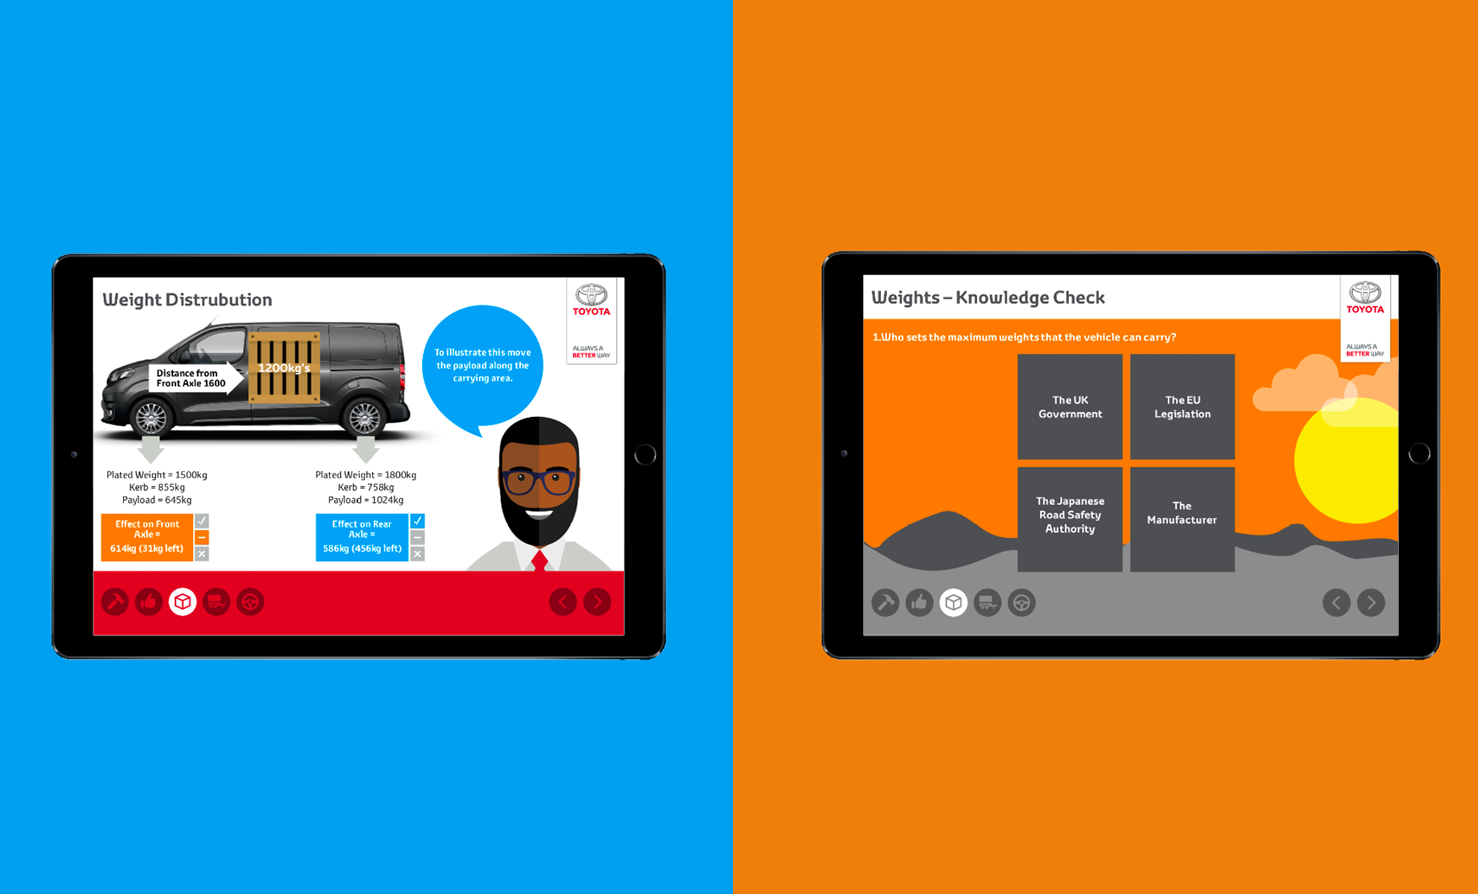 Weight Distrubution
TOYOTA
ALWAYS A
BETTER WAY
Distance from
Front Axle 1600
1200kg's
To illustrate this move
the payload along the
carrying area.
Plated Weight = 1500kg
Kerb = 855kg
Payload = 645kg
Plated Weight = 1800kg
Kerb = 758kg
Payload = 1024kg
Effect on Front
Axle =
614kg (31kg left)
Effect on Rear
Axle =
586kg (456kg left)
Weights – Knowledge Check
TOYOTA
ALWAYS A
BETTER WAY
1.Who sets the maximum weights that the vehicle can carry?
The UK
Government
The EU
Legislation
The Japanese
Road Safety
Authority
The
Manufacturer